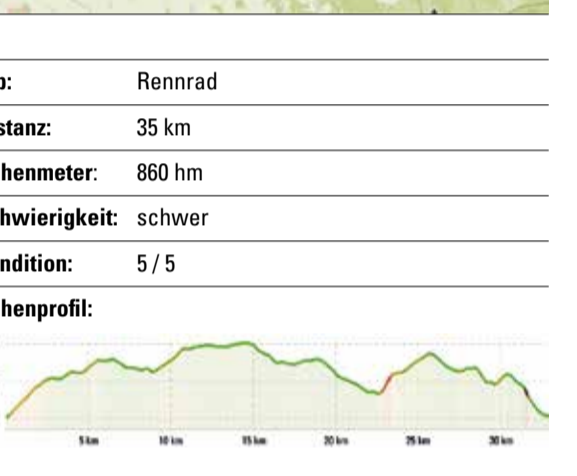 p: Rennrad
stanz: 35 km
henmeter: 860 hm
hwierigkeit: schwer
ndition: 5 / 5
henprofil:
5 km 10 km 15 km 20 km 25 km 30 km